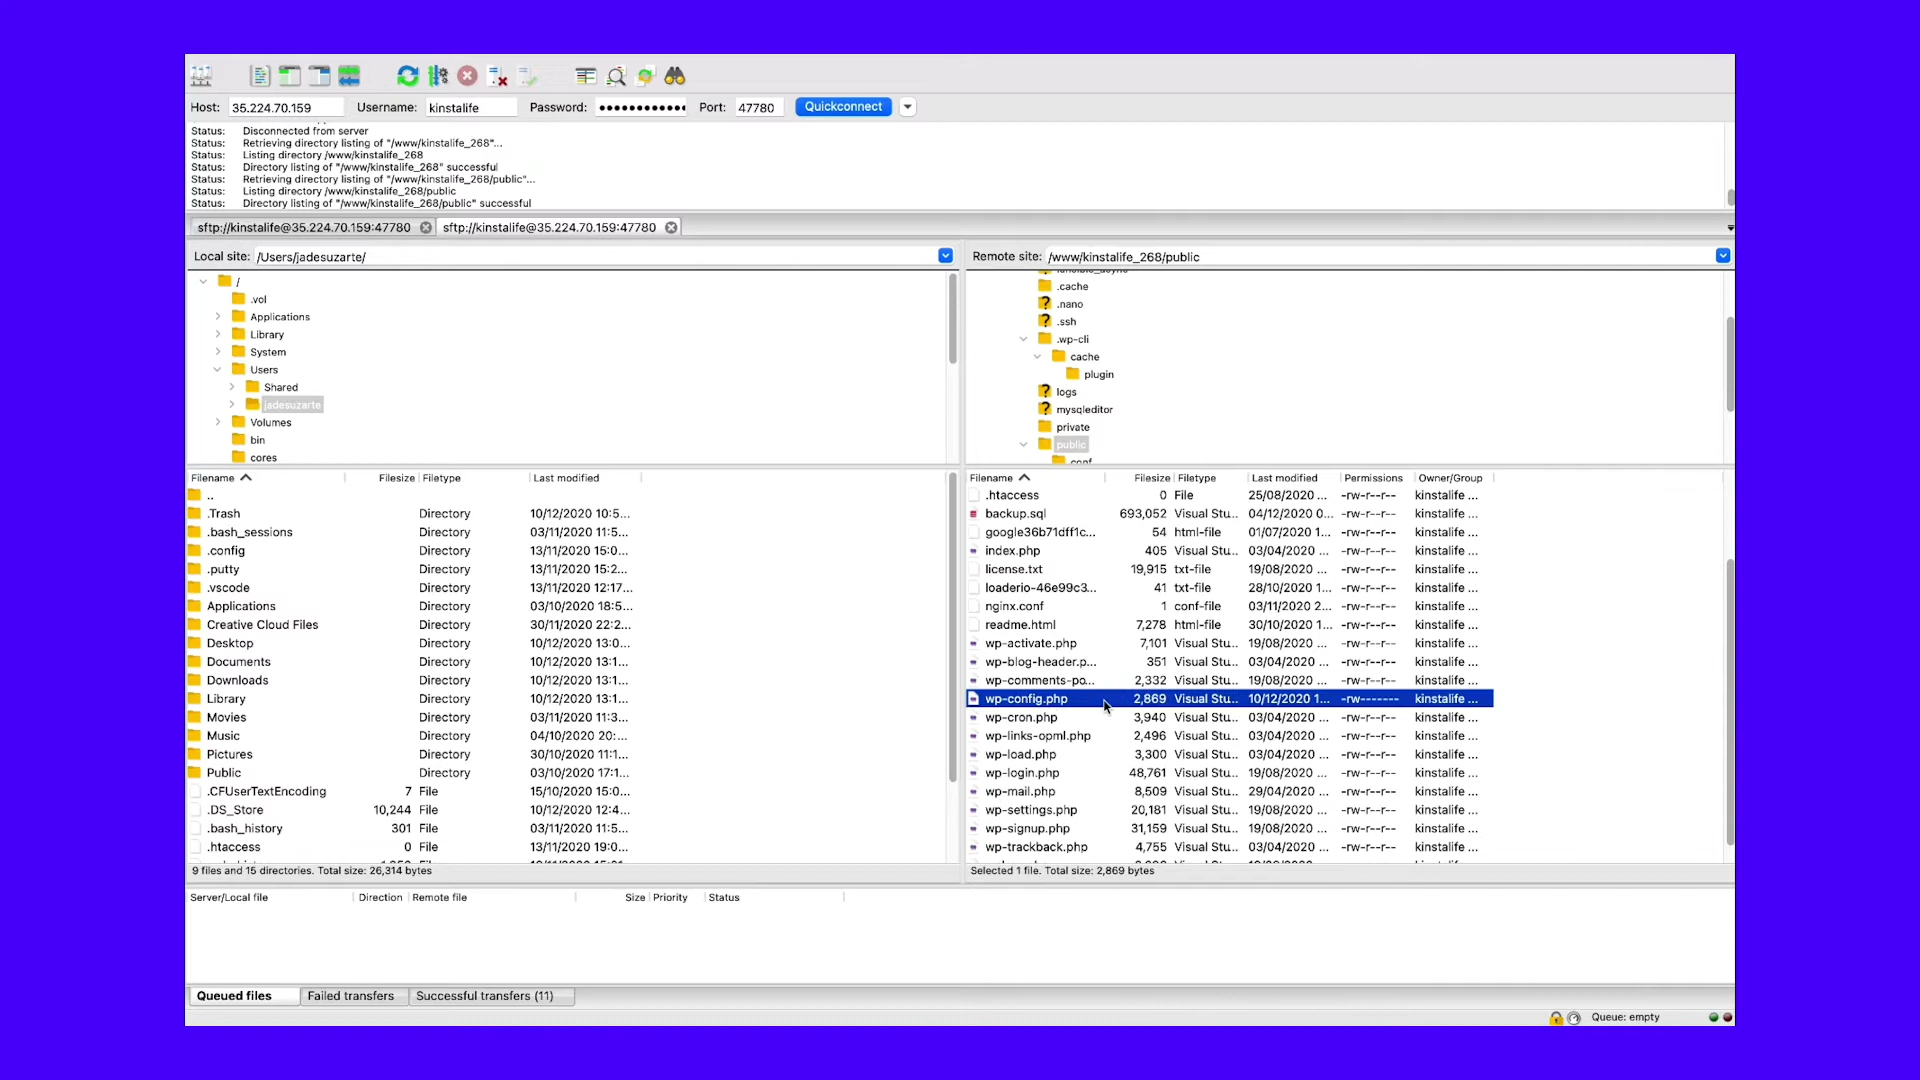 Host: 35.224.70.159 Username: kinstalife Password: •••••••••••• Port: 47780 Quickconnect
Status: Disconnected from server
Status: Retrieving directory listing of "/www/kinstalife_268"...
Status: Listing directory /www/kinstalife_268
Status: Directory listing of "/www/kinstalife_268" successful
Status: Retrieving directory listing of "/www/kinstalife_268/public"...
Status: Listing directory /www/kinstalife_268/public
Status: Directory listing of "/www/kinstalife_268/public" successful
sftp://kinstalife@35.224.70.159:47780 sftp://kinstalife@35.224.70.159:47780
Local site: /Users/jadesuzarte/
/
.vol
Applications
Library
System
Users
Shared
jadesuzarte
Volumes
bin
cores
Filename Filesize Filetype Last modified
..
.Trash Directory 10/12/2020 10:5...
.bash_sessions Directory 03/11/2020 11:5...
.config Directory 13/11/2020 15:0...
.putty Directory 13/11/2020 15:2...
.vscode Directory 13/11/2020 12:17...
Applications Directory 03/10/2020 18:5...
Creative Cloud Files Directory 30/11/2020 22:2...
Desktop Directory 10/12/2020 13:0...
Documents Directory 10/12/2020 13:1...
Downloads Directory 10/12/2020 13:1...
Library Directory 10/12/2020 13:1...
Movies Directory 03/11/2020 11:3...
Music Directory 04/10/2020 20:...
Pictures Directory 30/10/2020 11:1...
Public Directory 03/10/2020 17:1...
.CFUserTextEncoding 7 File 15/10/2020 15:0...
.DS_Store 10,244 File 10/12/2020 12:4...
.bash_history 301 File 03/11/2020 11:5...
.htaccess 0 File 13/11/2020 19:0...
9 files and 15 directories. Total size: 26,314 bytes
Remote site: /www/kinstalife_268/public
.cache
.nano
.ssh
.wp-cli
cache
plugin
logs
mysqleditor
private
public
conf
Filename Filesize Filetype Last modified Permissions Owner/Group
.htaccess 0 File 25/08/2020 ... -rw-r--r-- kinstalife ...
backup.sql 693,052 Visual Stu... 04/12/2020 0... -rw-r--r-- kinstalife ...
google36b71dff1c... 54 html-file 01/07/2020 1... -rw-r--r-- kinstalife ...
index.php 405 Visual Stu... 03/04/2020 ... -rw-r--r-- kinstalife ...
license.txt 19,915 txt-file 19/08/2020 ... -rw-r--r-- kinstalife ...
loaderio-46e99c3... 41 txt-file 28/10/2020 1... -rw-r--r-- kinstalife ...
nginx.conf 1 conf-file 03/11/2020 2... -rw-r--r-- kinstalife ...
readme.html 7,278 html-file 30/10/2020 1... -rw-r--r-- kinstalife ...
wp-activate.php 7,101 Visual Stu... 19/08/2020 ... -rw-r--r-- kinstalife ...
wp-blog-header.p... 351 Visual Stu... 03/04/2020 ... -rw-r--r-- kinstalife ...
wp-comments-po... 2,332 Visual Stu... 19/08/2020 ... -rw-r--r-- kinstalife ...
wp-config.php 2,869 Visual Stu... 10/12/2020 1... -rw------- kinstalife ...
wp-cron.php 3,940 Visual Stu... 03/04/2020 ... -rw-r--r-- kinstalife ...
wp-links-opml.php 2,496 Visual Stu... 03/04/2020 ... -rw-r--r-- kinstalife ...
wp-load.php 3,300 Visual Stu... 03/04/2020 ... -rw-r--r-- kinstalife ...
wp-login.php 48,761 Visual Stu... 19/08/2020 ... -rw-r--r-- kinstalife ...
wp-mail.php 8,509 Visual Stu... 29/04/2020 ... -rw-r--r-- kinstalife ...
wp-settings.php 20,181 Visual Stu... 19/08/2020 ... -rw-r--r-- kinstalife ...
wp-signup.php 31,159 Visual Stu... 19/08/2020 ... -rw-r--r-- kinstalife ...
wp-trackback.php 4,755 Visual Stu... 03/04/2020 ... -rw-r--r-- kinstalife ...
Selected 1 file. Total size: 2,869 bytes
Server/Local file Direction Remote file Size Priority Status
Queued files Failed transfers Successful transfers (11)
Queue: empty